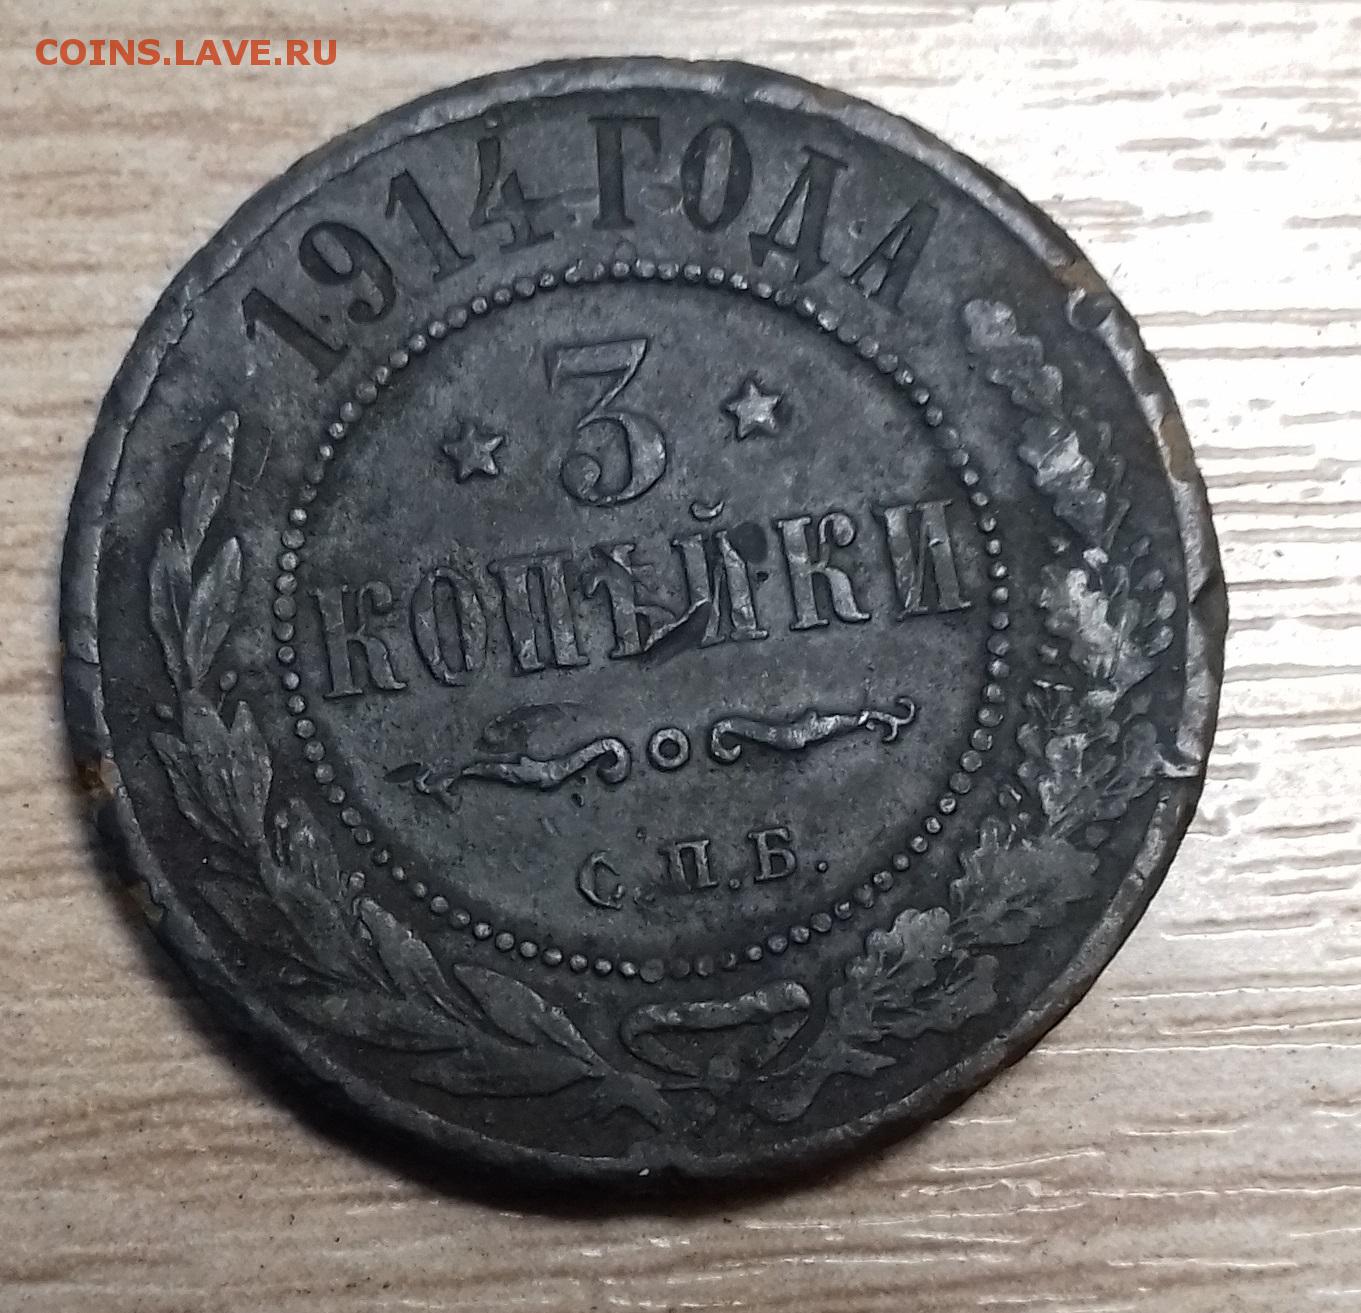 COINS.LAVE.RU
1914 ГОДА
3
КОПѢЙКИ
С.П.Б.